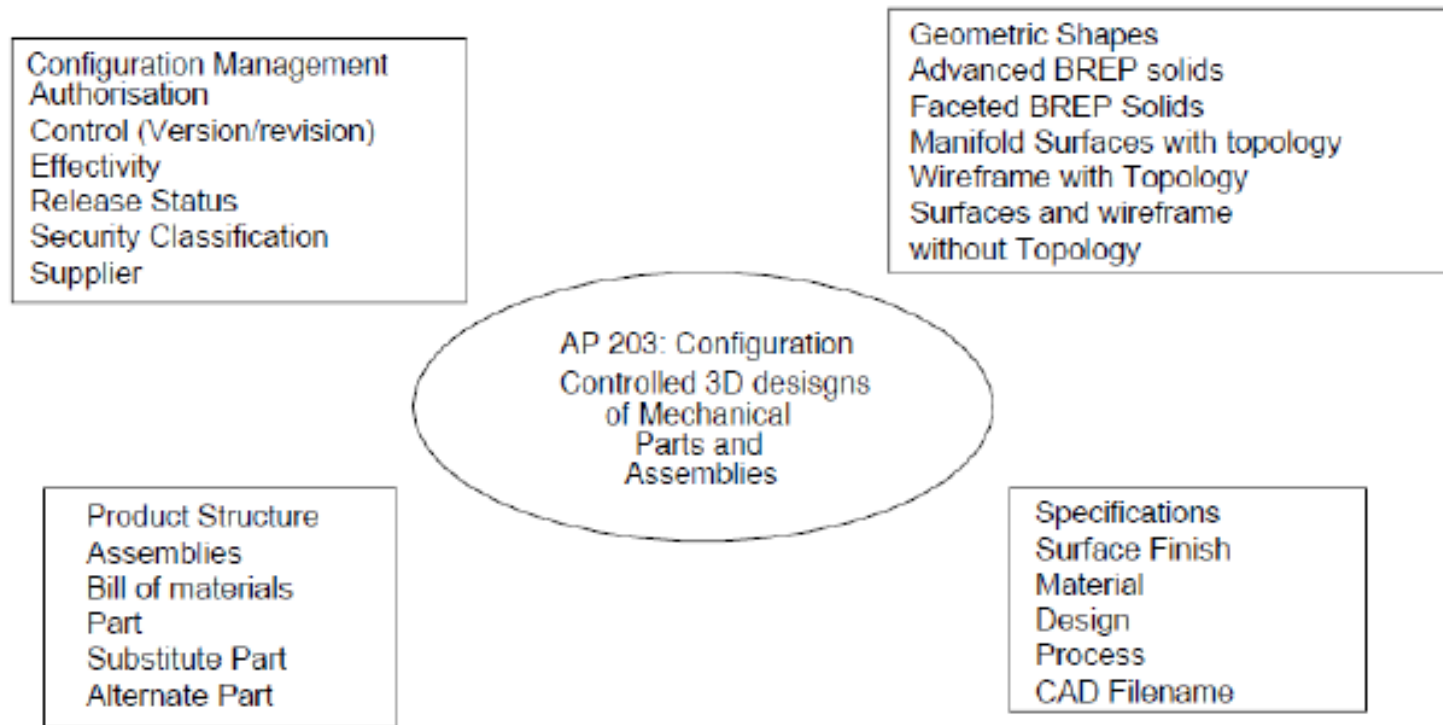 Configuration Management
Authorisation
Control (Version/revision)
Effectivity
Release Status
Security Classification
Supplier
Geometric Shapes
Advanced BREP solids
Faceted BREP Solids
Manifold Surfaces with topology
Wireframe with Topology
Surfaces and wireframe
without Topology
AP 203: Configuration
Controlled 3D desisgns
of Mechanical
Parts and
Assemblies
Product Structure
Assemblies
Bill of materials
Part
Substitute Part
Alternate Part
Specifications
Surface Finish
Material
Design
Process
CAD Filename